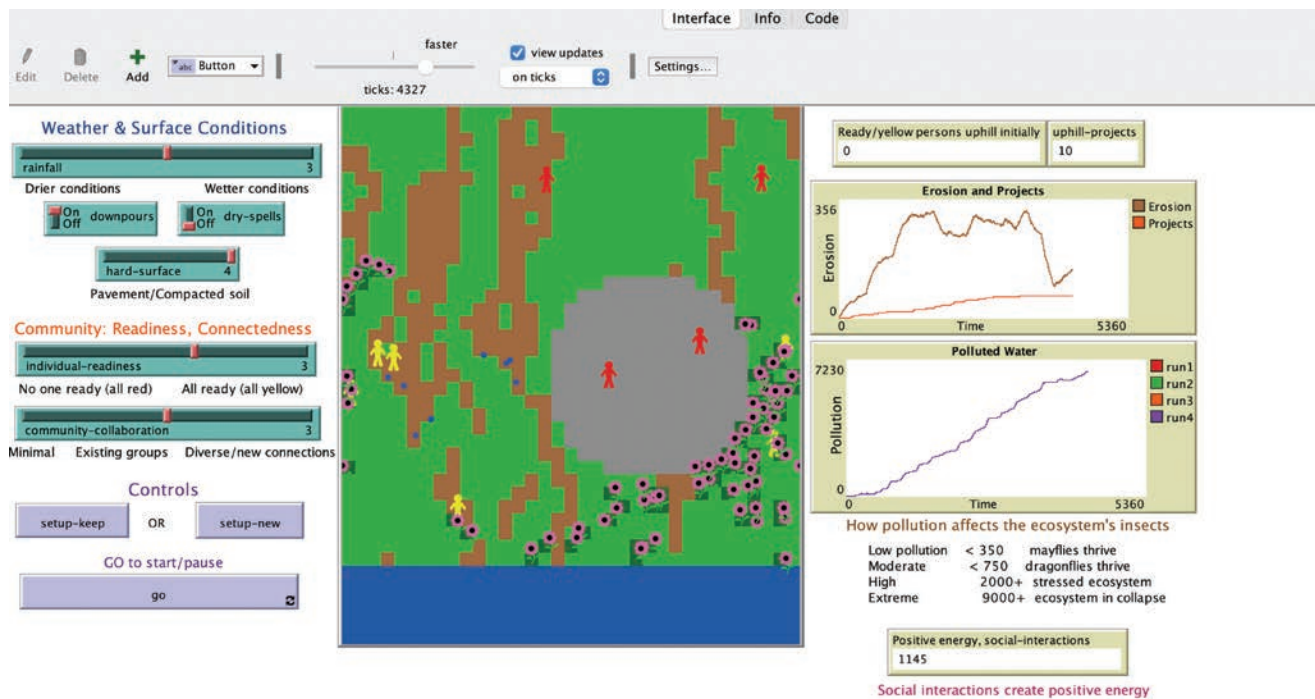 Interface Info Code
Edit Delete Add abc Button
faster
ticks: 4327
view updates
on ticks
Settings...
Weather & Surface Conditions
rainfall 3
Drier conditions Wetter conditions
On
Off downpours
On
Off dry-spells
hard-surface 4
Pavement/Compacted soil
Community: Readiness, Connectedness
individual-readiness 3
No one ready (all red) All ready (all yellow)
community-collaboration 3
Minimal Existing groups Diverse/new connections
Controls
setup-keep OR setup-new
GO to start/pause
go
Ready/yellow persons uphill initially
0
uphill-projects
10
Erosion and Projects
356
Erosion
0
0 Time 5360
Erosion
Projects
Polluted Water
7230
Pollution
0
0 Time 5360
run1
run2
run3
run4
How pollution affects the ecosystem's insects
Low pollution < 350 mayflies thrive
Moderate < 750 dragonflies thrive
High 2000+ stressed ecosystem
Extreme 9000+ ecosystem in collapse
Positive energy, social-interactions
1145
Social interactions create positive energy